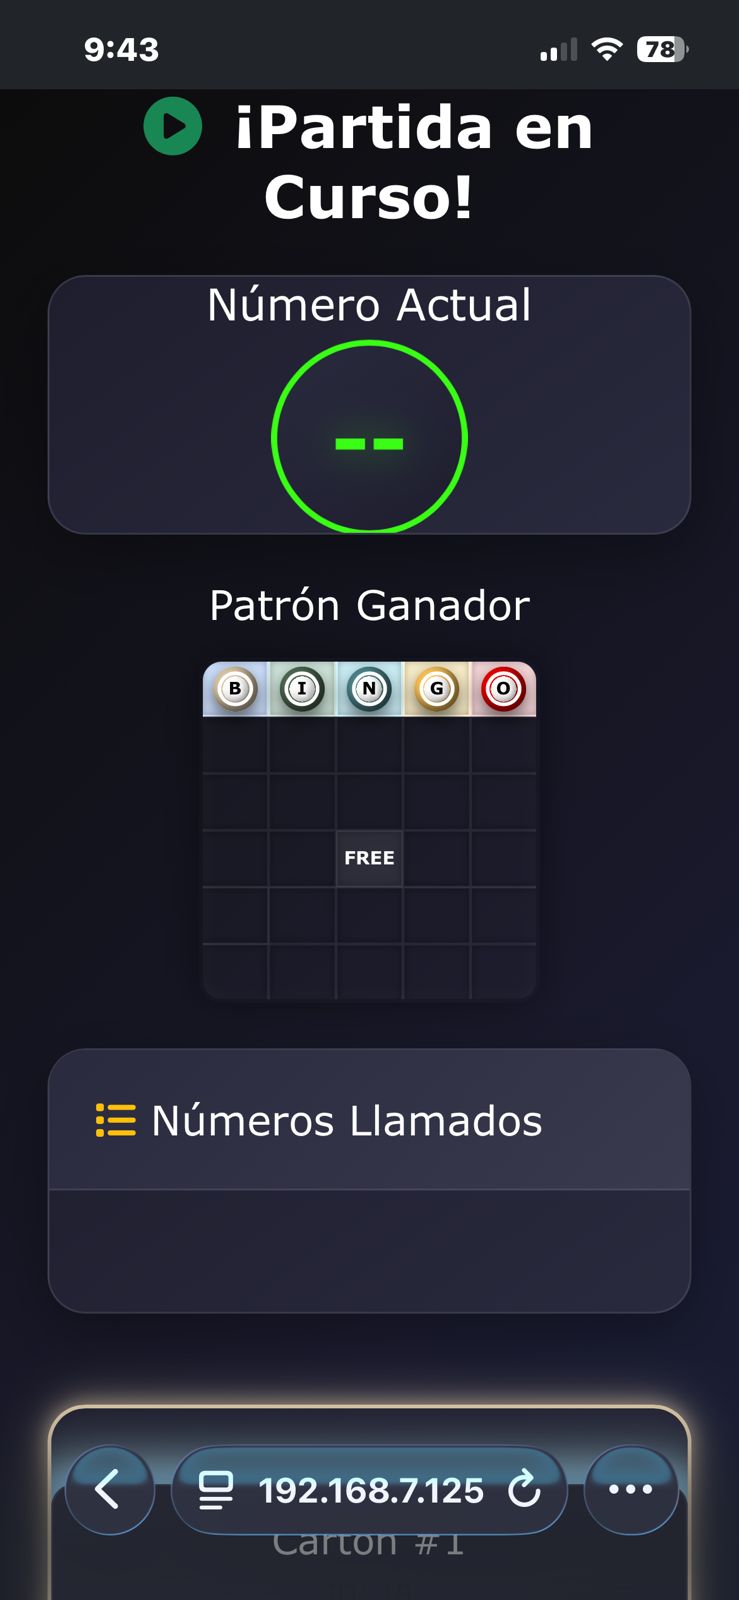 9:43
78
¡Partida en
Curso!
Número Actual
--
Patrón Ganador
B I N G O
FREE
Números Llamados
192.168.7.125
Cartón #1